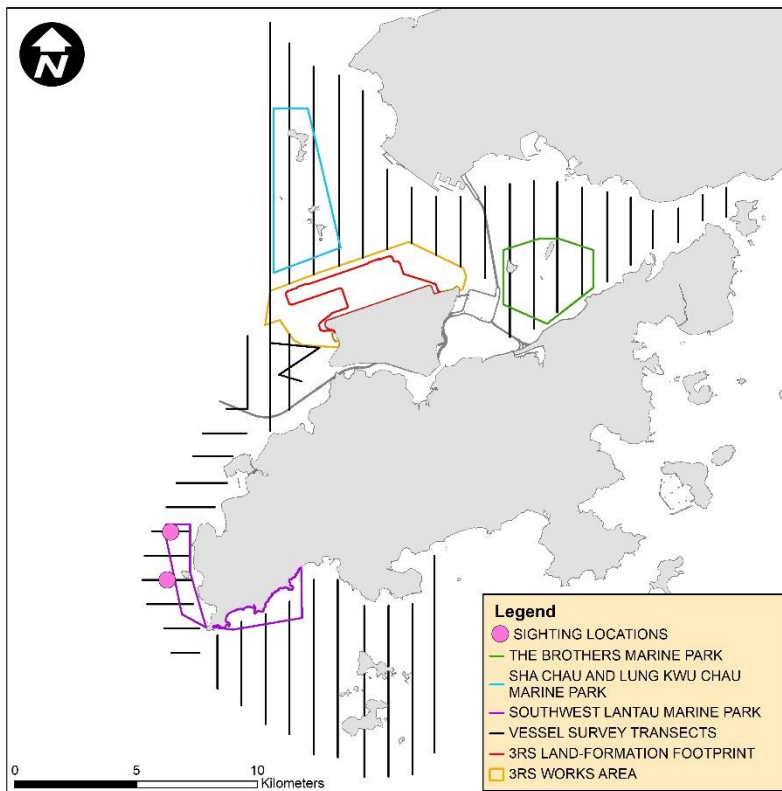 N
Legend
SIGHTING LOCATIONS
THE BROTHERS MARINE PARK
SHA CHAU AND LUNG KWU CHAU
MARINE PARK
SOUTHWEST LANTAU MARINE PARK
VESSEL SURVEY TRANSECTS
3RS LAND-FORMATION FOOTPRINT
3RS WORKS AREA
0 5 10
Kilometers